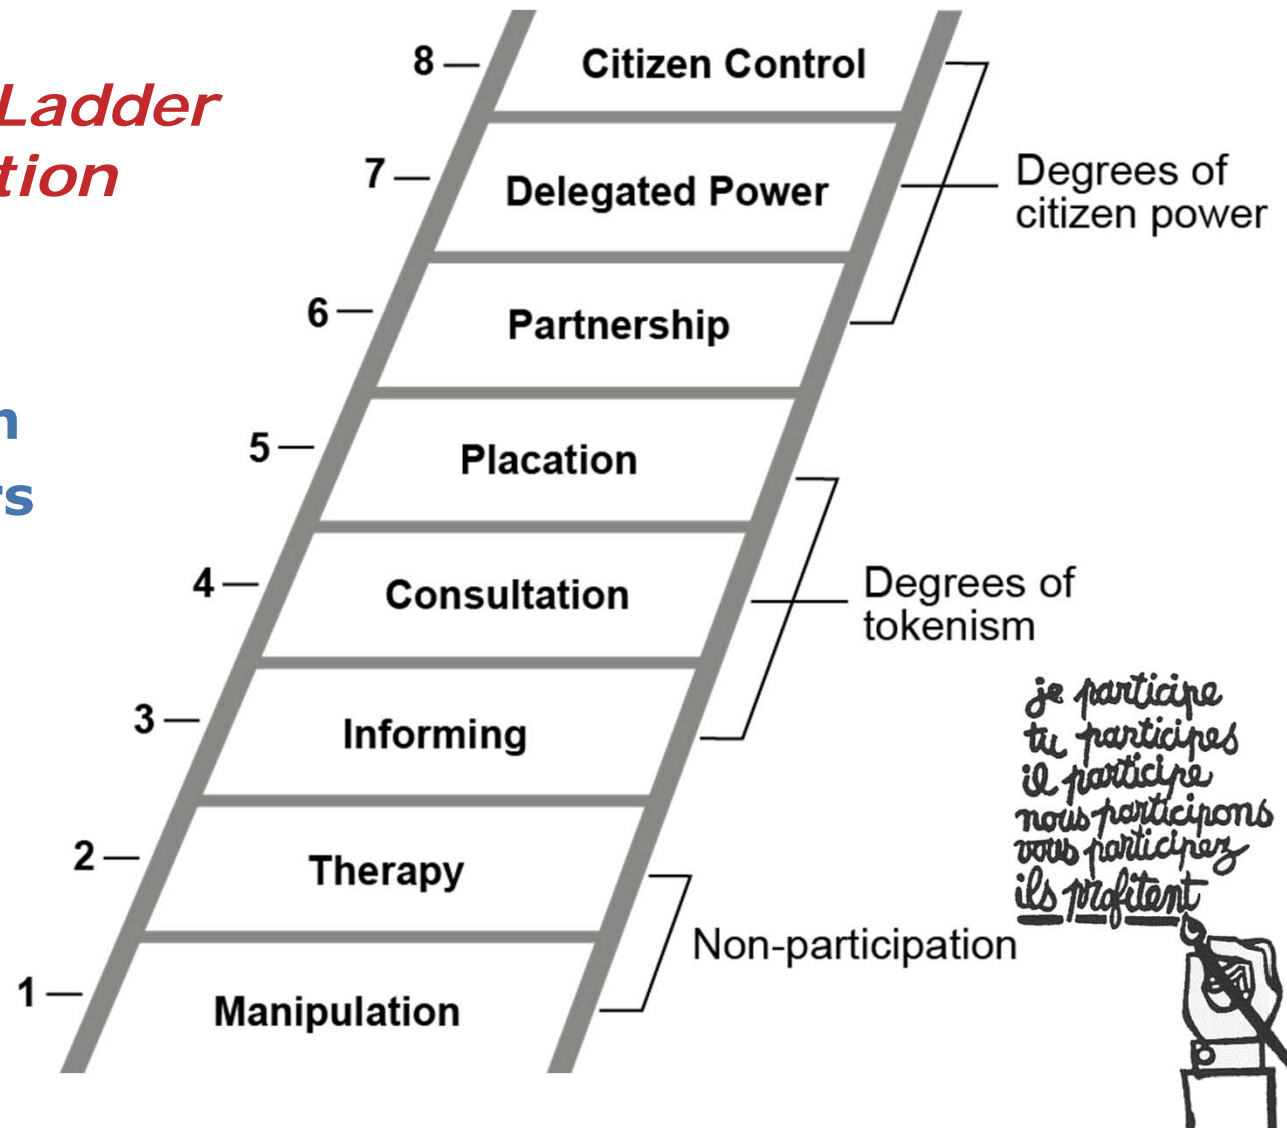 Ladder
tion
n
rs
8
Citizen Control
7
Delegated Power
6
Partnership
5
Placation
4
Consultation
3
Informing
2
Therapy
1
Manipulation
Degrees of
citizen power
Degrees of
tokenism
Non-participation
je participe
tu participes
il participe
nous participons
vous participez
ils profitent